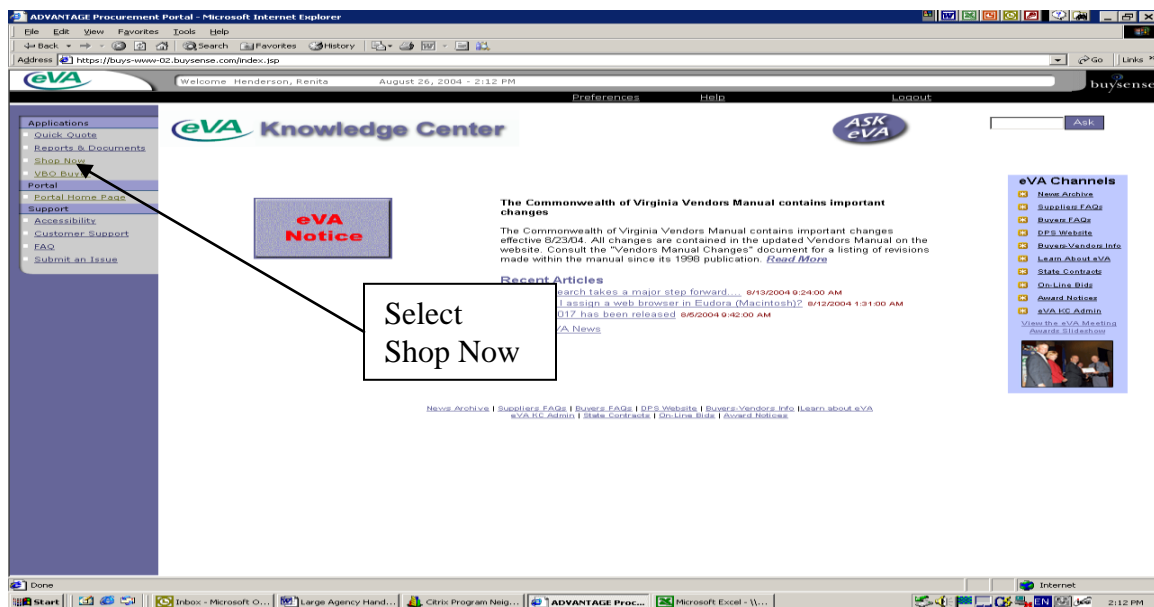 ADVANTAGE Procurement Portal - Microsoft Internet Explorer
File Edit View Favorites Tools Help
Back Search Favorites History
Address https://buys-www-02.buysense.com/index.jsp Go Links »
eVA Welcome Henderson, Renita August 26, 2004 - 2:12 PM buysense
Preferences Help Logout
Applications
Quick Quote
Reports & Documents
Shop Now
VBO Buyer
Portal
Portal Home Page
Support
Accessibility
Customer Support
FAQ
Submit an Issue
eVA Knowledge Center
ASK
eVA
Ask
eVA
Notice
The Commonwealth of Virginia Vendors Manual contains important
changes
The Commonwealth of Virginia Vendors Manual contains important changes
effective 8/23/04. All changes are contained in the updated Vendors Manual on the
website. Consult the "Vendors Manual Changes" document for a listing of revisions
made within the manual since its 1998 publication. Read More
Recent Articles
earch takes a major step forward.... 8/13/2004 9:24:00 AM
I assign a web browser in Eudora (Macintosh)? 8/12/2004 1:31:00 AM
017 has been released 8/5/2004 9:42:00 AM
VA News
Select
Shop Now
eVA Channels
News Archive
Suppliers FAQs
Buyers FAQs
DPS Website
Buyers-Vendors Info
Learn About eVA
State Contracts
On-Line Bids
Award Notices
eVA KC Admin
View the eVA Meeting
Awards Slideshow
News Archive | Suppliers FAQs | Buyers FAQs | DPS Website | Buyers-Vendors Info | Learn about eVA
eVA KC Admin | State Contracts | On-Line Bids | Award Notices
Done Internet
Start Inbox - Microsoft O... Large Agency Hand... Citrix Program Neig... ADVANTAGE Proc... Microsoft Excel - \\... EN 2:12 PM